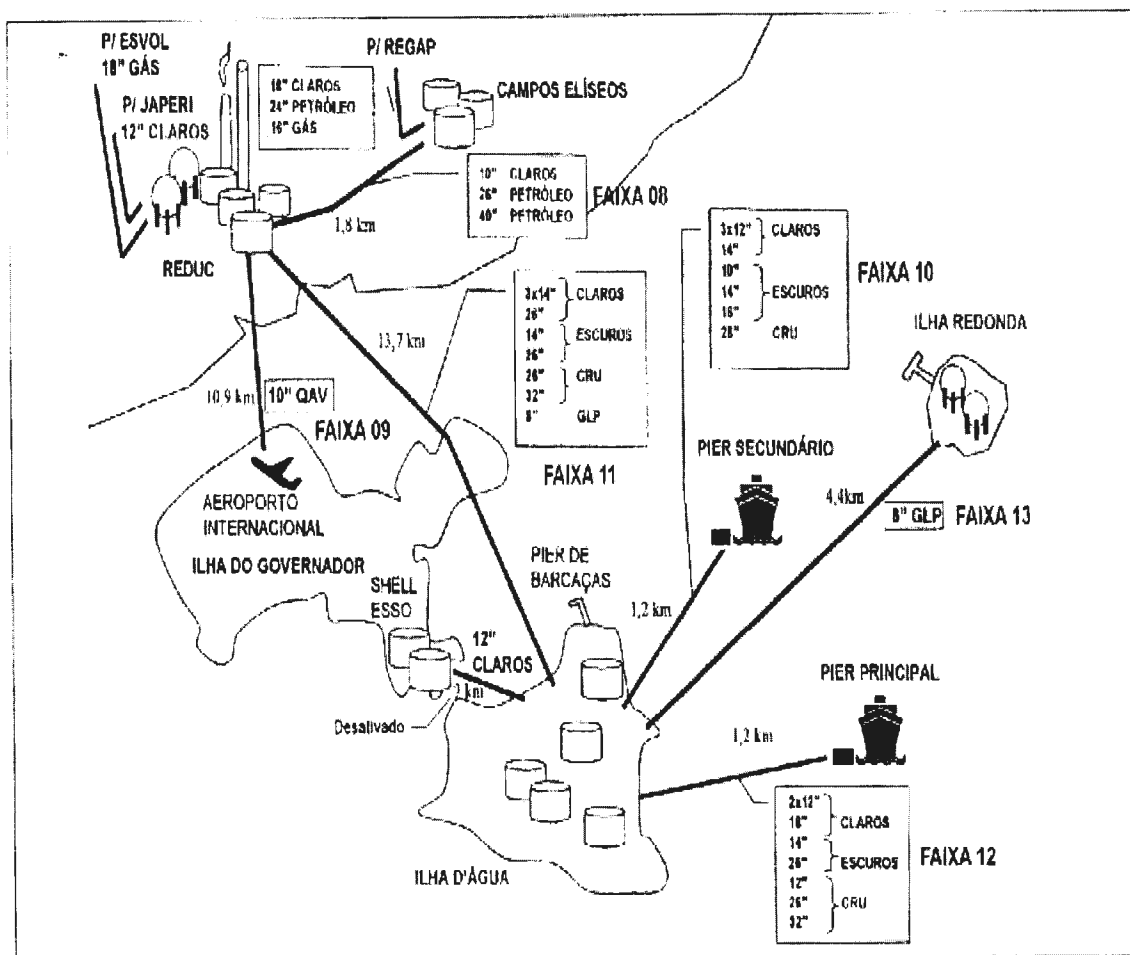 P/ ESVOL
18" GÁS
P/ JAPERI
12" CLAROS
18" CLAROS
24" PETRÓLEO
16" GÁS
P/ REGAP
CAMPOS ELÍSEOS
10" CLAROS
26" PETRÓLEO
40" PETRÓLEO
FAIXA 08
1,8 km
REDUC
3x12"
14"
CLAROS
10"
14"
16"
ESCUROS
28" CRU
FAIXA 10
ILHA REDONDA
3x14"
26"
CLAROS
14"
26"
ESCUROS
26"
32"
CRU
8" GLP
FAIXA 11
13,7 km
10,9 km
10" QAV
FAIXA 09
AEROPORTO
INTERNACIONAL
ILHA DO GOVERNADOR
SHELL
ESSO
12"
CLAROS
km
Desativado
PIER DE
BARCAÇAS
PIER SECUNDÁRIO
1,2 km
4,4km
8" GLP
FAIXA 13
PIER PRINCIPAL
1,2 km
2x12"
18"
CLAROS
14"
26"
ESCUROS
12"
26"
32"
CRU
FAIXA 12
ILHA D'ÁGUA